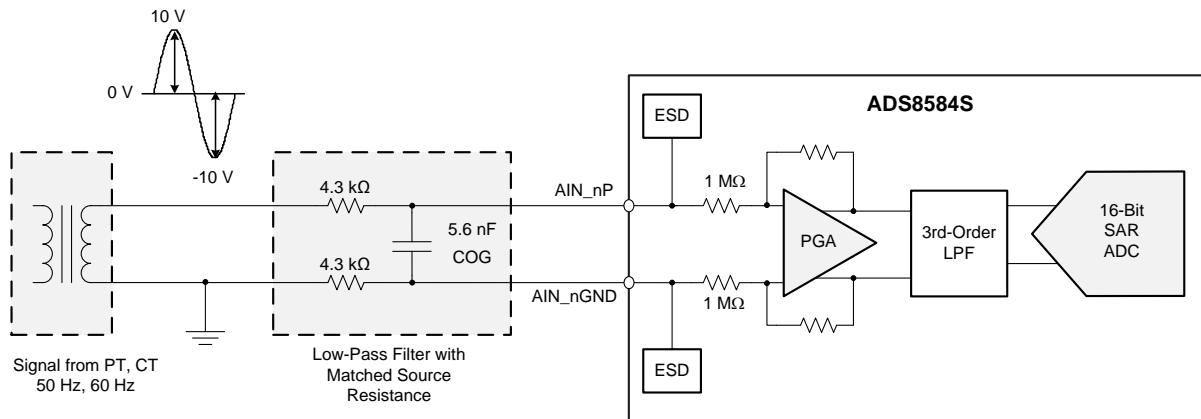 10 V
0 V
-10 V
ADS8584S
ESD
4.3 kΩ
AIN_nP
1 MΩ
5.6 nF
COG
PGA
3rd-Order
LPF
16-Bit
SAR
ADC
4.3 kΩ
AIN_nGND
1 MΩ
ESD
Signal from PT, CT
50 Hz, 60 Hz
Low-Pass Filter with
Matched Source
Resistance